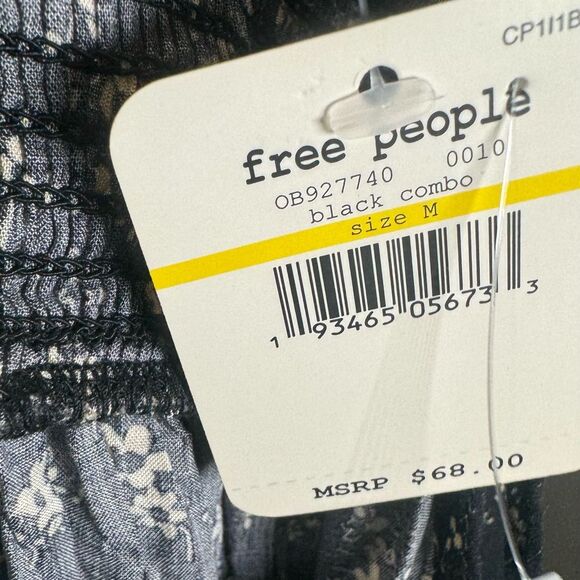 CP1I1B
free people
OB927740 0010
black combo
size M
1 93465 05673 3
MSRP $68.00